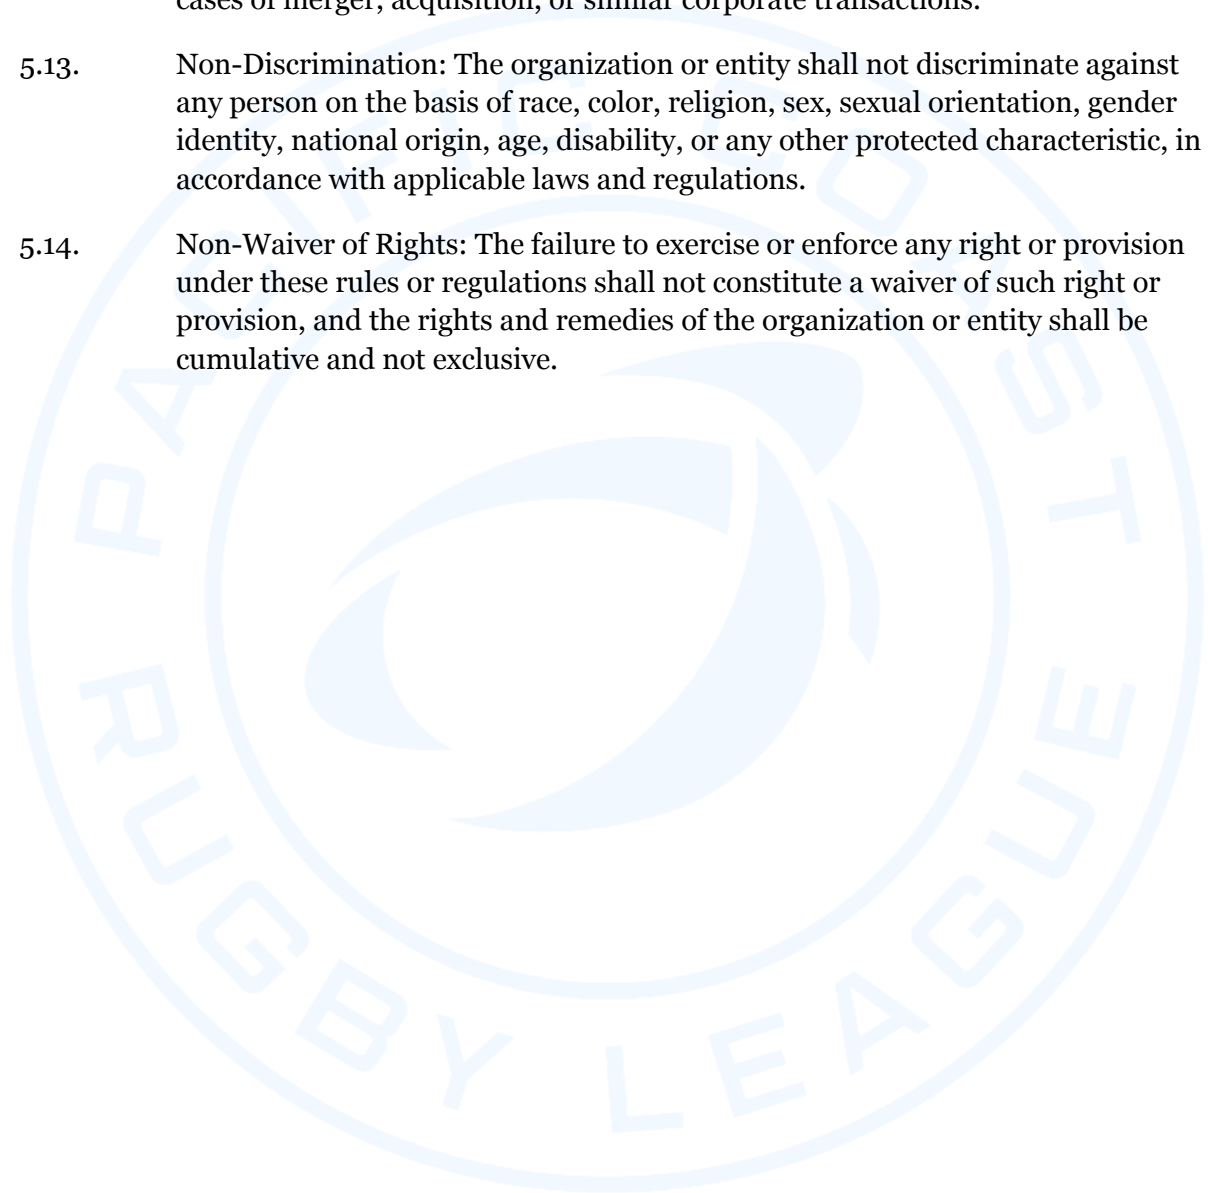 cases of merger, acquisition, or similar corporate transactions.
5.13. Non-Discrimination: The organization or entity shall not discriminate against
any person on the basis of race, color, religion, sex, sexual orientation, gender
identity, national origin, age, disability, or any other protected characteristic, in
accordance with applicable laws and regulations.
5.14. Non-Waiver of Rights: The failure to exercise or enforce any right or provision
under these rules or regulations shall not constitute a waiver of such right or
provision, and the rights and remedies of the organization or entity shall be
cumulative and not exclusive.
PACIFIC COAST
RUGBY LEAGUE